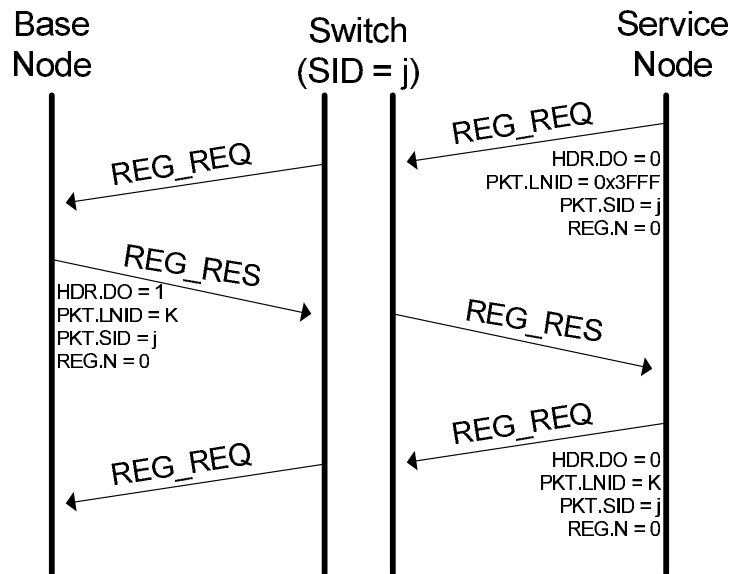 Base
Node
Switch
(SID = j)
Service
Node
REG_REQ
REG_REQ
HDR.DO = 0
PKT.LNID = 0x3FFF
PKT.SID = j
REG.N = 0
REG_RES
HDR.DO = 1
PKT.LNID = K
PKT.SID = j
REG.N = 0
REG_RES
REG_REQ
REG_REQ
HDR.DO = 0
PKT.LNID = K
PKT.SID = j
REG.N = 0